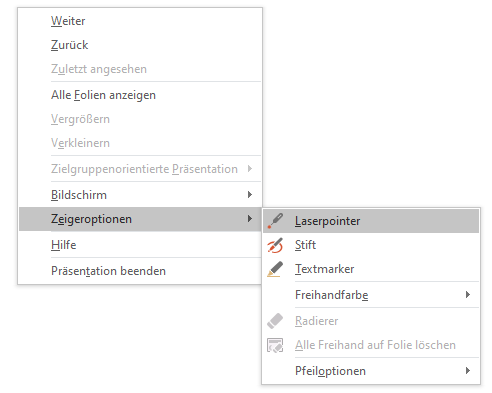 Weiter
Zurück
Zuletzt angesehen
Alle Folien anzeigen
Vergrößern
Verkleinern
Zielgruppenorientierte Präsentation
Bildschirm
Zeigeroptionen
Hilfe
Präsentation beenden
Laserpointer
Stift
Textmarker
Freihandfarbe
Radierer
Alle Freihand auf Folie löschen
Pfeiloptionen